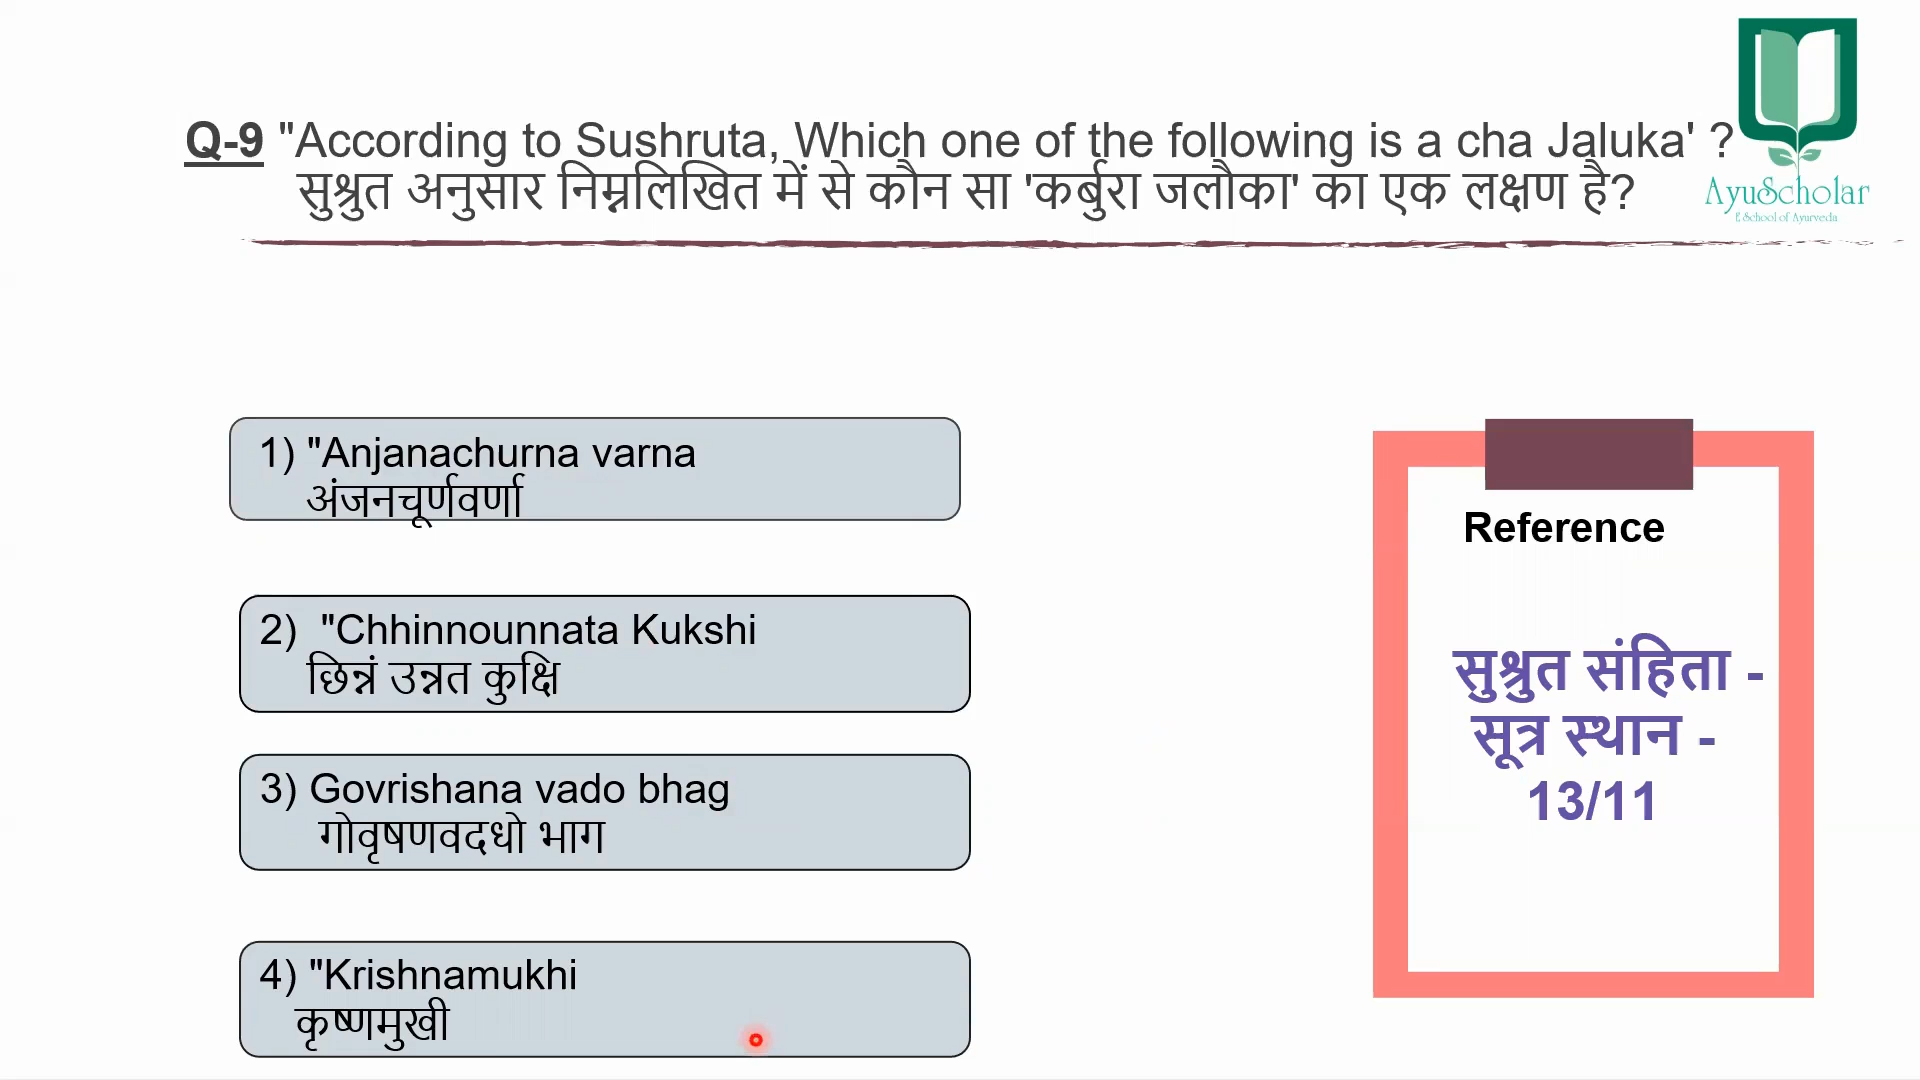 Q-9 "According to Sushruta, Which one of the following is a cha Jaluka' ?
सुश्रुत अनुसार निम्नलिखित में से कौन सा 'कर्बुरा जलौका' का एक लक्षण है?
AyuScholar
E School of Ayurveda
1) "Anjanachurna varna
अंजनचूर्णवर्णा
2) "Chhinnounnata Kukshi
छिन्नं उन्नत कुक्षि
3) Govrishana vado bhag
गोवृषणवदधो भाग
4) "Krishnamukhi
कृष्णमुखी
Reference
सुश्रुत संहिता -
सूत्र स्थान -
13/11